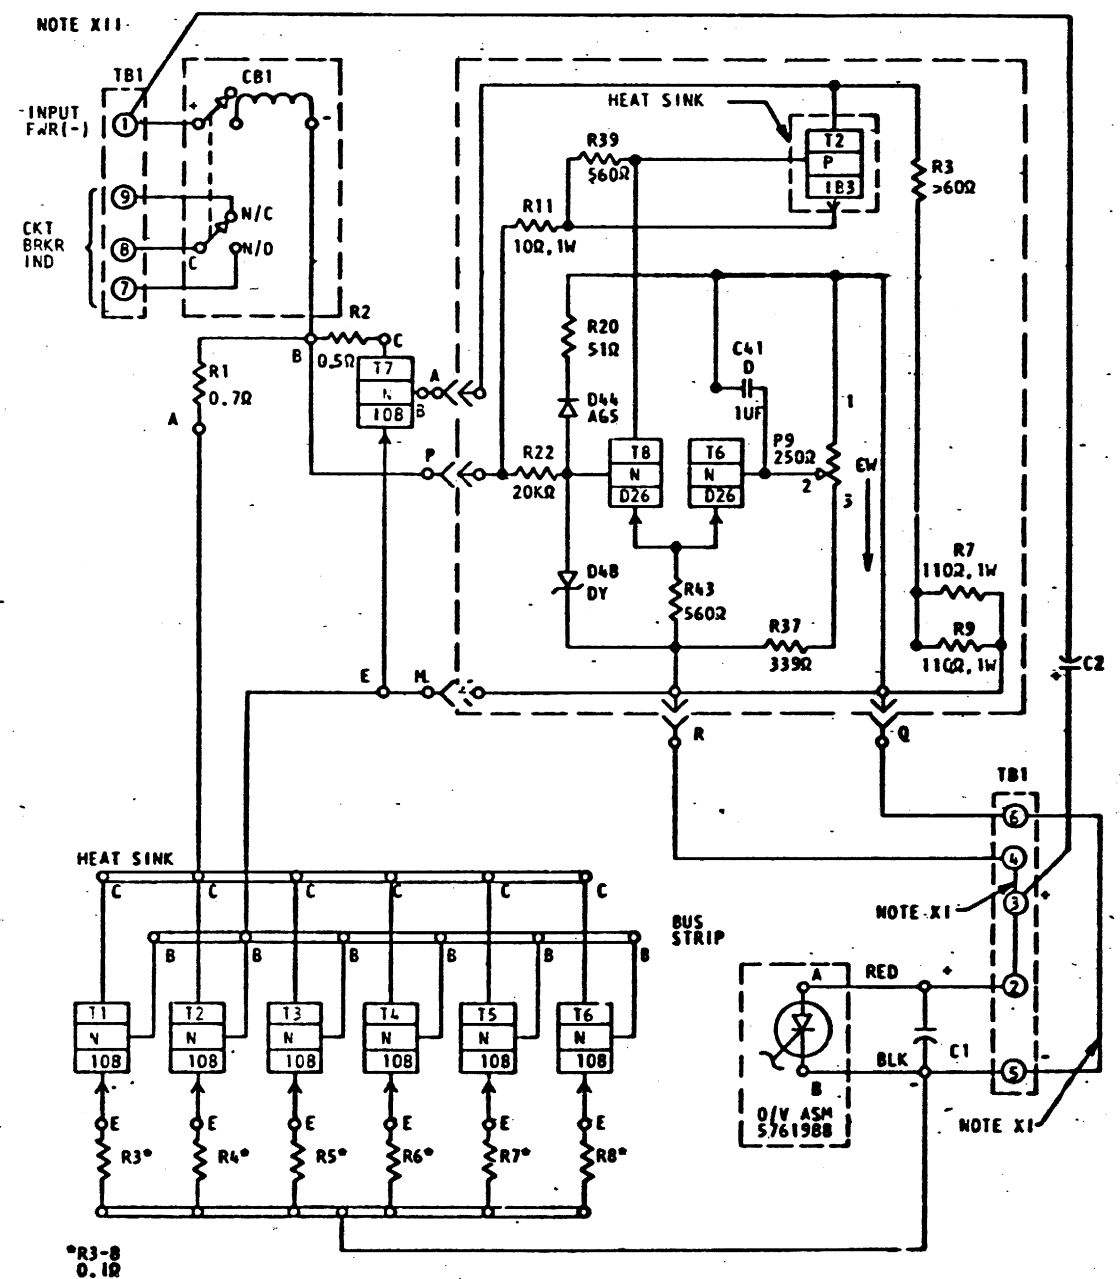 NOTE XII
TB1
CB1
INPUT
PWR(-)
1
+
-
HEAT SINK
T2
P
IB3
R39
560Ω
R3
560Ω
9
8
7
CKT
BRKR
IND
N/C
C
N/O
R11
10Ω, 1W
R2
0.5Ω
C
B
R1
0.7Ω
A
T7
N
108
A
B
R20
51Ω
C41
D
1UF
D44
A65
1
P
R22
20KΩ
T8
N
D26
T6
N
D26
P9
250Ω
2
3
EW
D48
DY
R43
560Ω
R7
110Ω, 1W
R37
339Ω
R9
110Ω, 1W
C2
+
E
M
R
Q
TB1
6
4
3
+
2
5
NOTE XI
HEAT SINK
C
C
C
C
C
C
BUS
STRIP
B
B
B
B
B
B
T1
N
108
T2
N
108
T3
N
108
T4
N
108
T5
N
108
T6
N
108
E
E
E
E
E
E
R3*
R4*
R5*
R6*
R7*
R8*
A
RED
+
BLK
C1
-
-
B
O/V ASM
5761988
NOTE XI
*R3-8
0.1Ω